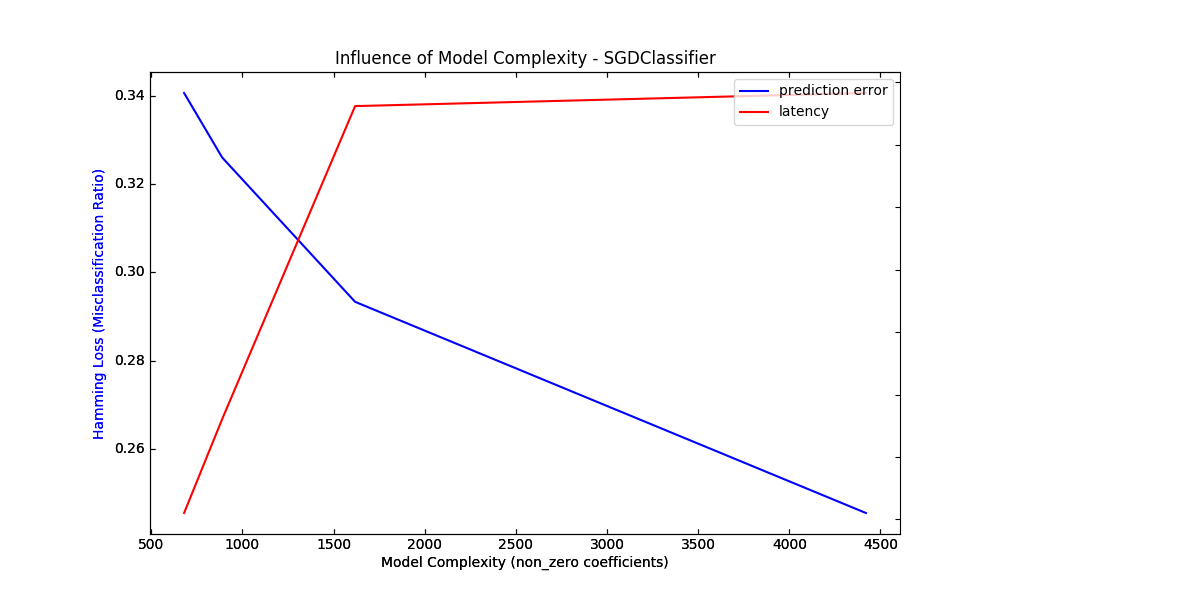 Influence of Model Complexity - SGDClassifier
prediction error
latency
0.34
0.32
0.30
0.28
0.26
Hamming Loss (Misclassification Ratio)
500 1000 1500 2000 2500 3000 3500 4000 4500
Model Complexity (non_zero coefficients)